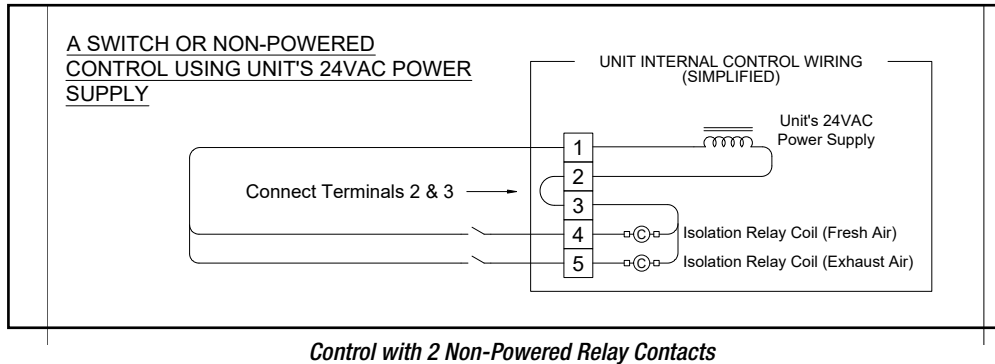 A SWITCH OR NON-POWERED
CONTROL USING UNIT'S 24VAC POWER
SUPPLY
UNIT INTERNAL CONTROL WIRING
(SIMPLIFIED)
Unit's 24VAC
Power Supply
1
2
Connect Terminals 2 & 3
3
4
C
Isolation Relay Coil (Fresh Air)
5
C
Isolation Relay Coil (Exhaust Air)
Control with 2 Non-Powered Relay Contacts